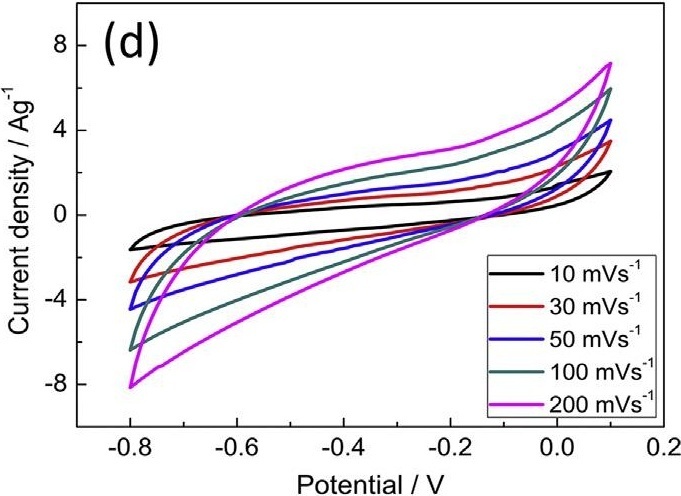 (d)
Current density / Ag⁻¹
8
4
0
-4
-8
10 mVs⁻¹
30 mVs⁻¹
50 mVs⁻¹
100 mVs⁻¹
200 mVs⁻¹
-0.8 -0.6 -0.4 -0.2 0.0 0.2
Potential / V